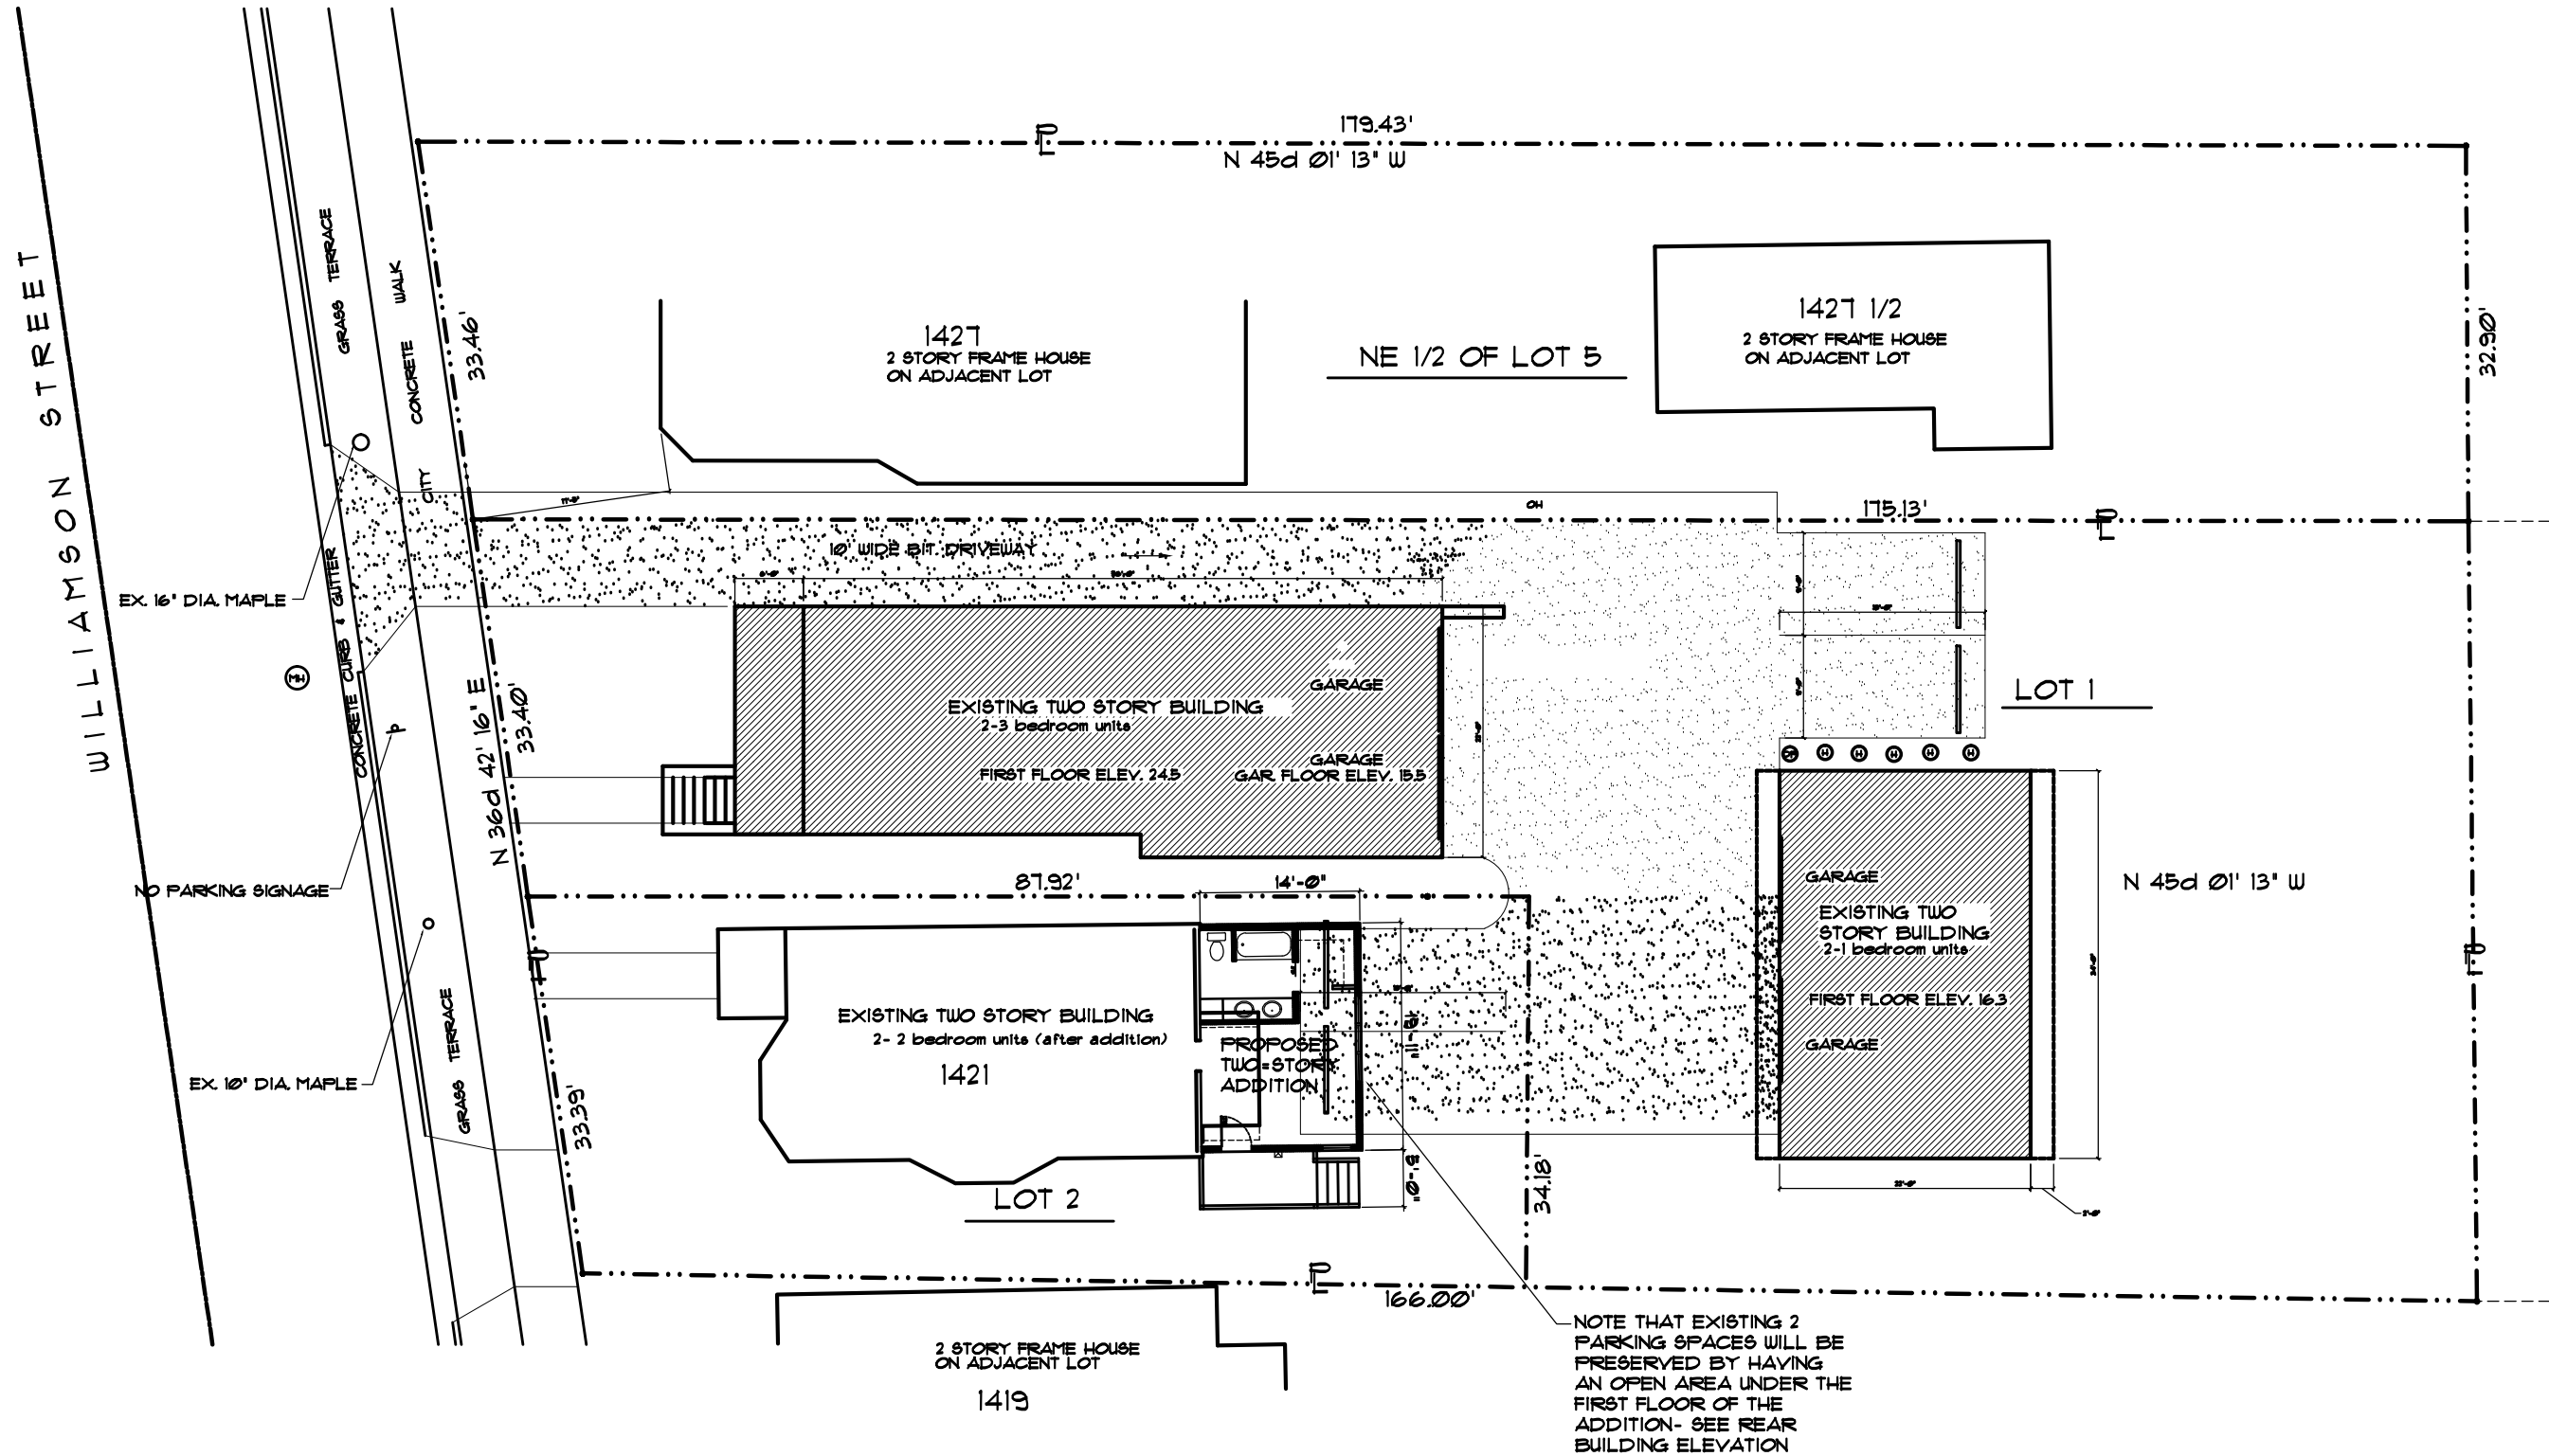 179.43'
N 45d 01' 13" W
WILLIAMSON STREET
GRASS TERRACE
CITY CONCRETE WALK
33.46'
1427
2 STORY FRAME HOUSE
ON ADJACENT LOT
NE 1/2 OF LOT 5
1427 1/2
2 STORY FRAME HOUSE
ON ADJACENT LOT
32.90'
OH
175.13'
10' WIDE BIT. DRIVEWAY
EX. 16" DIA. MAPLE
CONCRETE CURB & GUTTER
N 36d 42' 16" E
33.40'
GARAGE
EXISTING TWO STORY BUILDING
2-3 bedroom units
GARAGE
FIRST FLOOR ELEV. 24.5
GAR. FLOOR ELEV. 15.5
LOT 1
NO PARKING SIGNAGE
87.92'
14'-0"
GARAGE
N 45d 01' 13" W
EXISTING TWO
STORY BUILDING
2-1 bedroom units
FIRST FLOOR ELEV. 16.3
GARAGE
EXISTING TWO STORY BUILDING
2- 2 bedroom units (after addition)
1421
PROPOSED
TWO=STORY
ADDITION
19'-11"
EX. 10" DIA. MAPLE
GRASS TERRACE
33.39'
5'-0"
34.18'
LOT 2
166.00'
2 STORY FRAME HOUSE
ON ADJACENT LOT
1419
NOTE THAT EXISTING 2
PARKING SPACES WILL BE
PRESERVED BY HAVING
AN OPEN AREA UNDER THE
FIRST FLOOR OF THE
ADDITION- SEE REAR
BUILDING ELEVATION